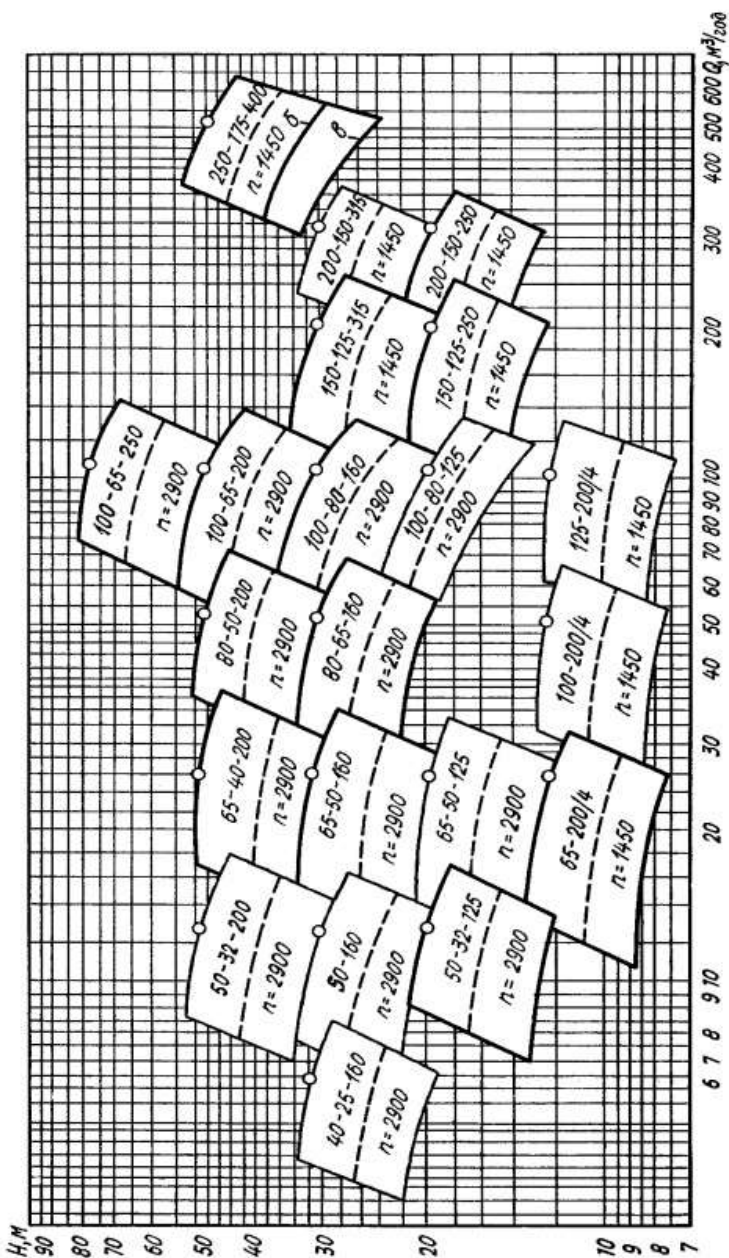 H,м
90
80
70
60
50
40
30
20
10
9
8
7
100-65-250
n=2900
250-175-400
n=1450
б
в
50-32-200
n=2900
65-40-200
n=2900
80-50-200
n=2900
100-65-200
n=2900
40-25-160
n=2900
50-160
n=2900
65-50-160
n=2900
80-65-160
n=2900
100-80-160
n=2900
150-125-315
n=1450
200-150-315
n=1450
50-32-125
n=2900
65-50-125
n=2900
100-80-125
n=2900
150-125-250
n=1450
200-150-250
n=1450
65-200/4
n=1450
100-200/4
n=1450
125-200/4
n=1450
6 7 8 9 10 20 30 40 50 60 70 80 90 100 200 300 400 500 600 Q,м³/год